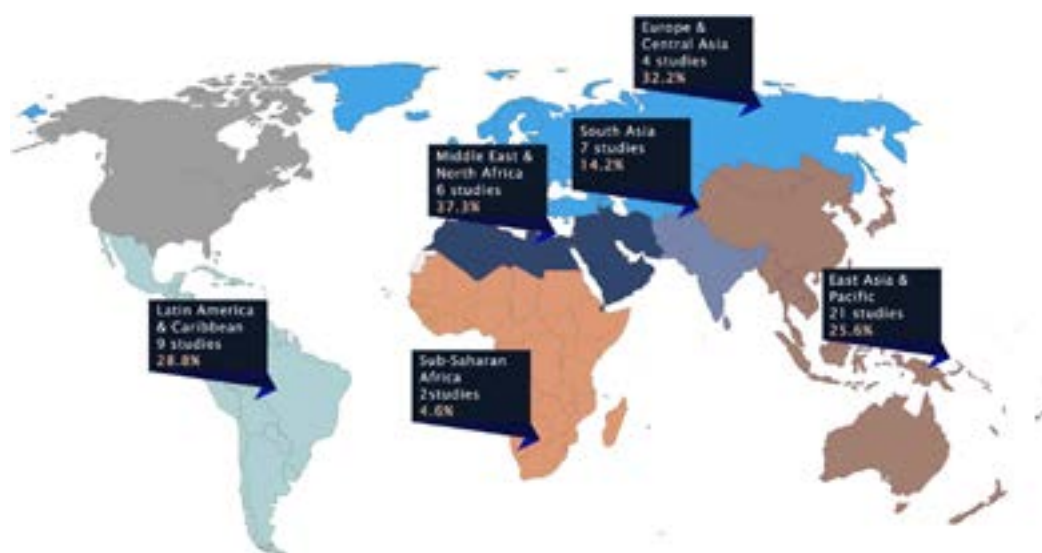 Europe &
Central Asia
4 studies
32.2%
South Asia
7 studies
14.2%
Middle East &
North Africa
6 studies
37.3%
East Asia &
Pacific
21 studies
25.6%
Latin America
& Caribbean
9 studies
28.8%
Sub-Saharan
Africa
2studies
4.6%